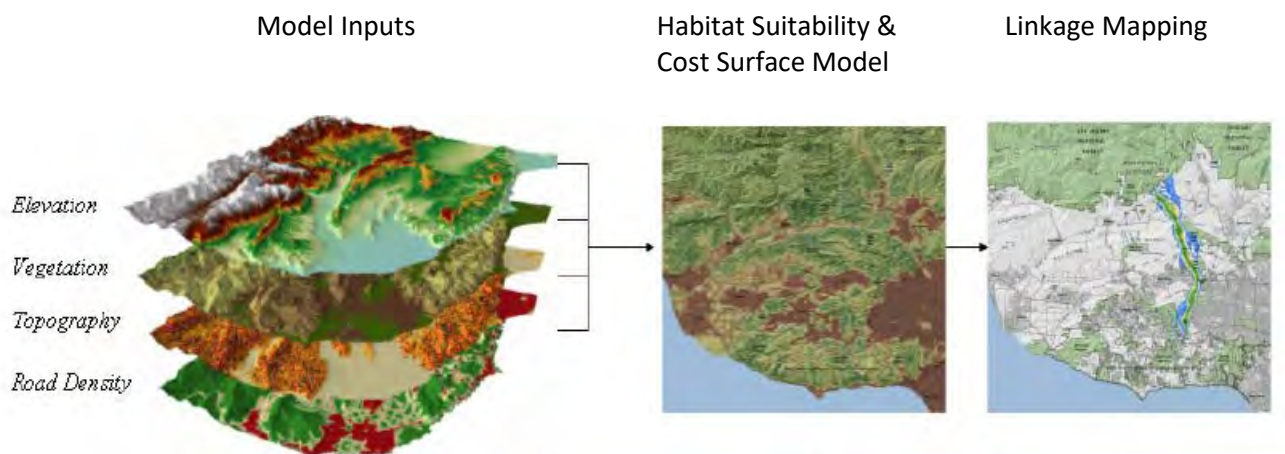 Model Inputs
Habitat Suitability &
Cost Surface Model
Linkage Mapping
Elevation
Vegetation
Topography
Road Density